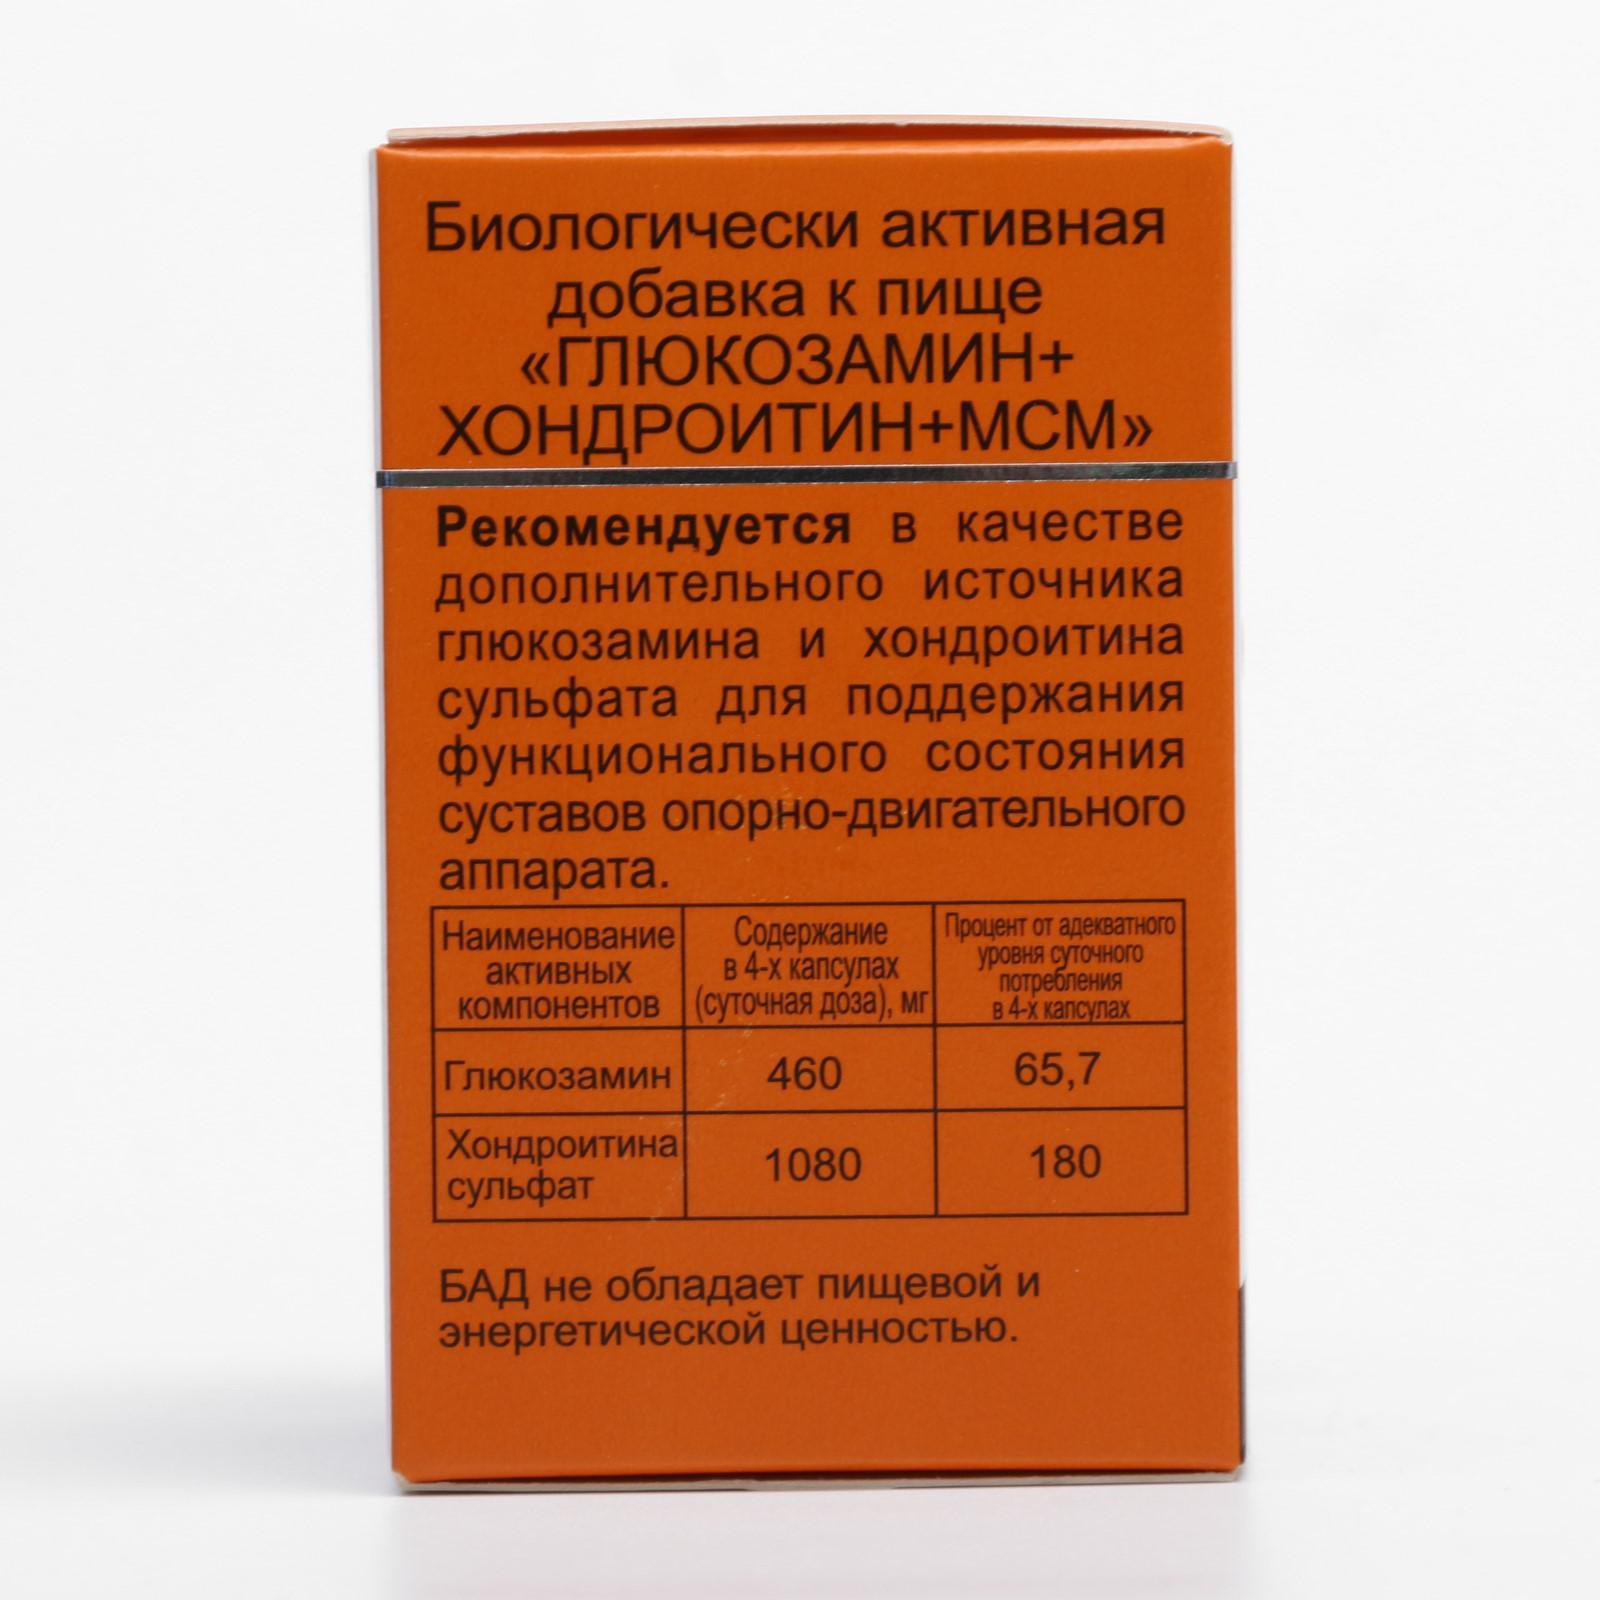 Биологически активная
добавка к пище
«ГЛЮКОЗАМИН+
ХОНДРОИТИН+МСМ»
Рекомендуется в качестве
дополнительного источника
глюкозамина и хондроитина
сульфата для поддержания
функционального состояния
суставов опорно-двигательного
аппарата.
Наименование
активных
компонентов
Содержание
в 4-х капсулах
(суточная доза), мг
Процент от адекватного
уровня суточного
потребления
в 4-х капсулах
Глюкозамин 460 65,7
Хондроитина
сульфат 1080 180
БАД не обладает пищевой и
энергетической ценностью.